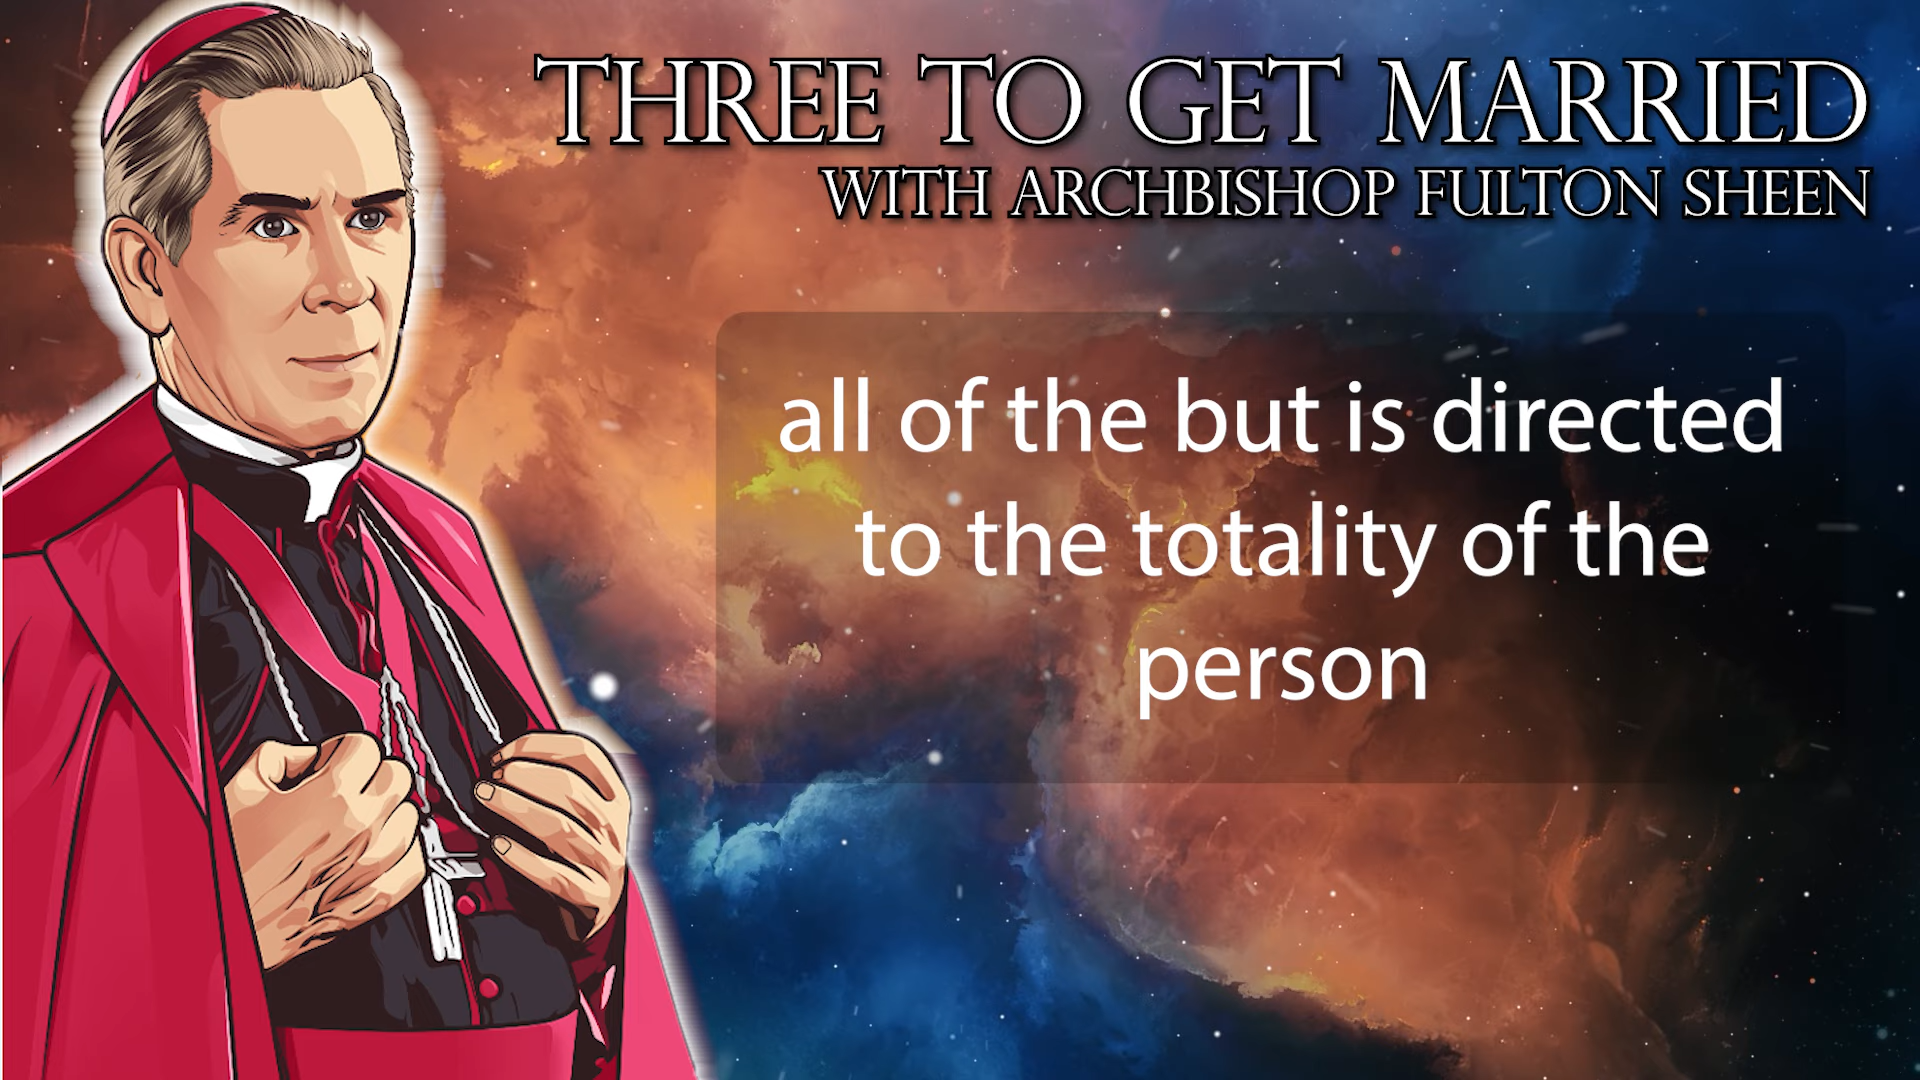 THREE TO GET MARRIED
WITH ARCHBISHOP FULTON SHEEN
all of the but is directed
to the totality of the
person